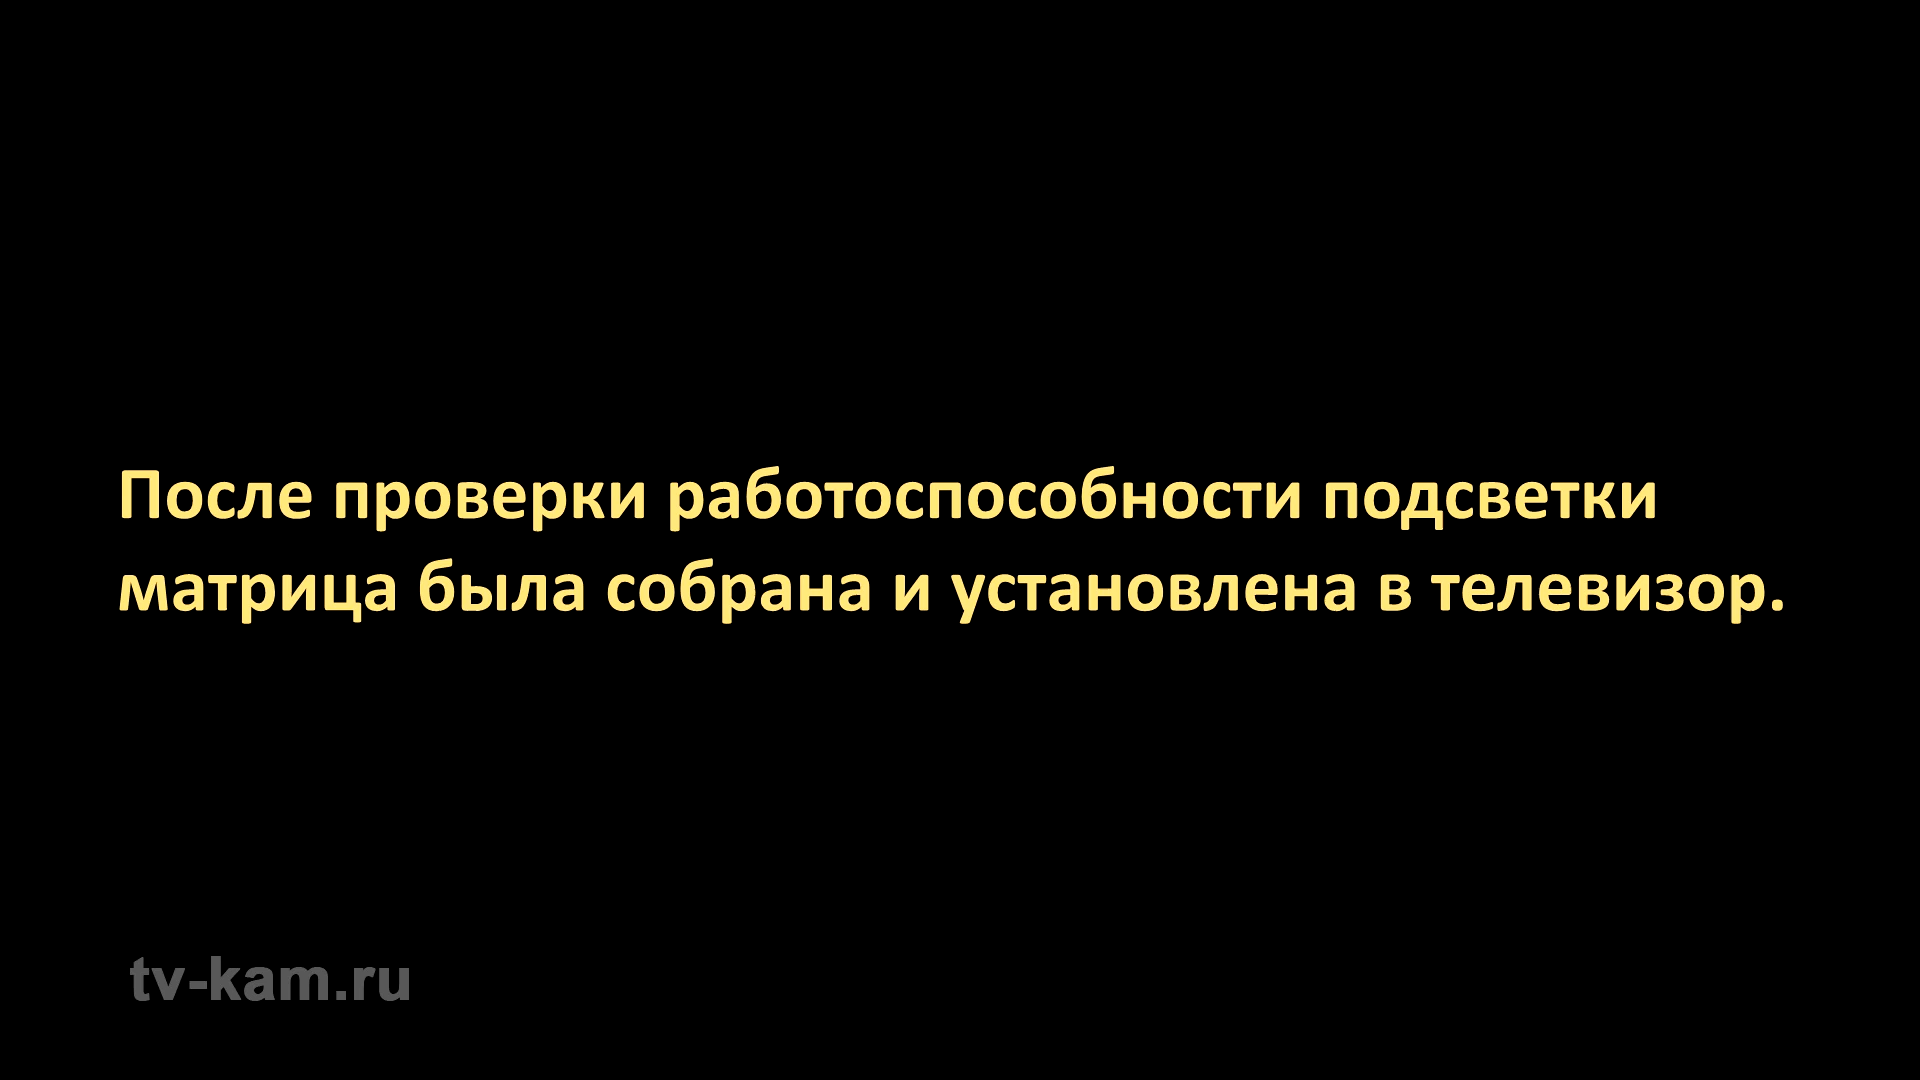 После проверки работоспособности подсветки
матрица была собрана и установлена в телевизор.
tv-kam.ru